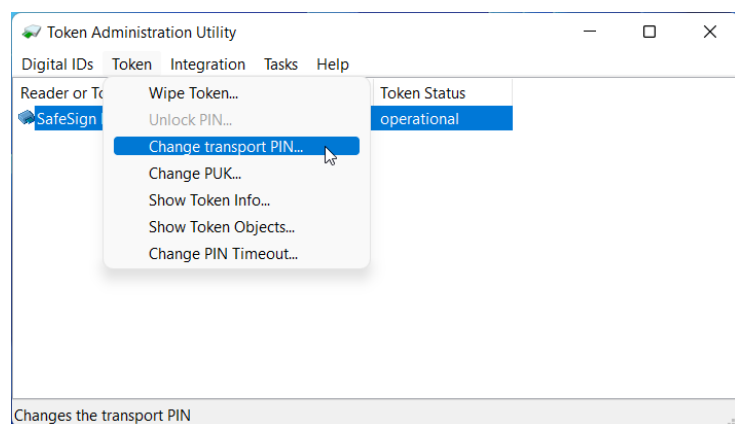 Token Administration Utility
Digital IDs Token Integration Tasks Help
Reader or Token Status
SafeSign operational
Wipe Token...
Unlock PIN...
Change transport PIN...
Change PUK...
Show Token Info...
Show Token Objects...
Change PIN Timeout...
Changes the transport PIN